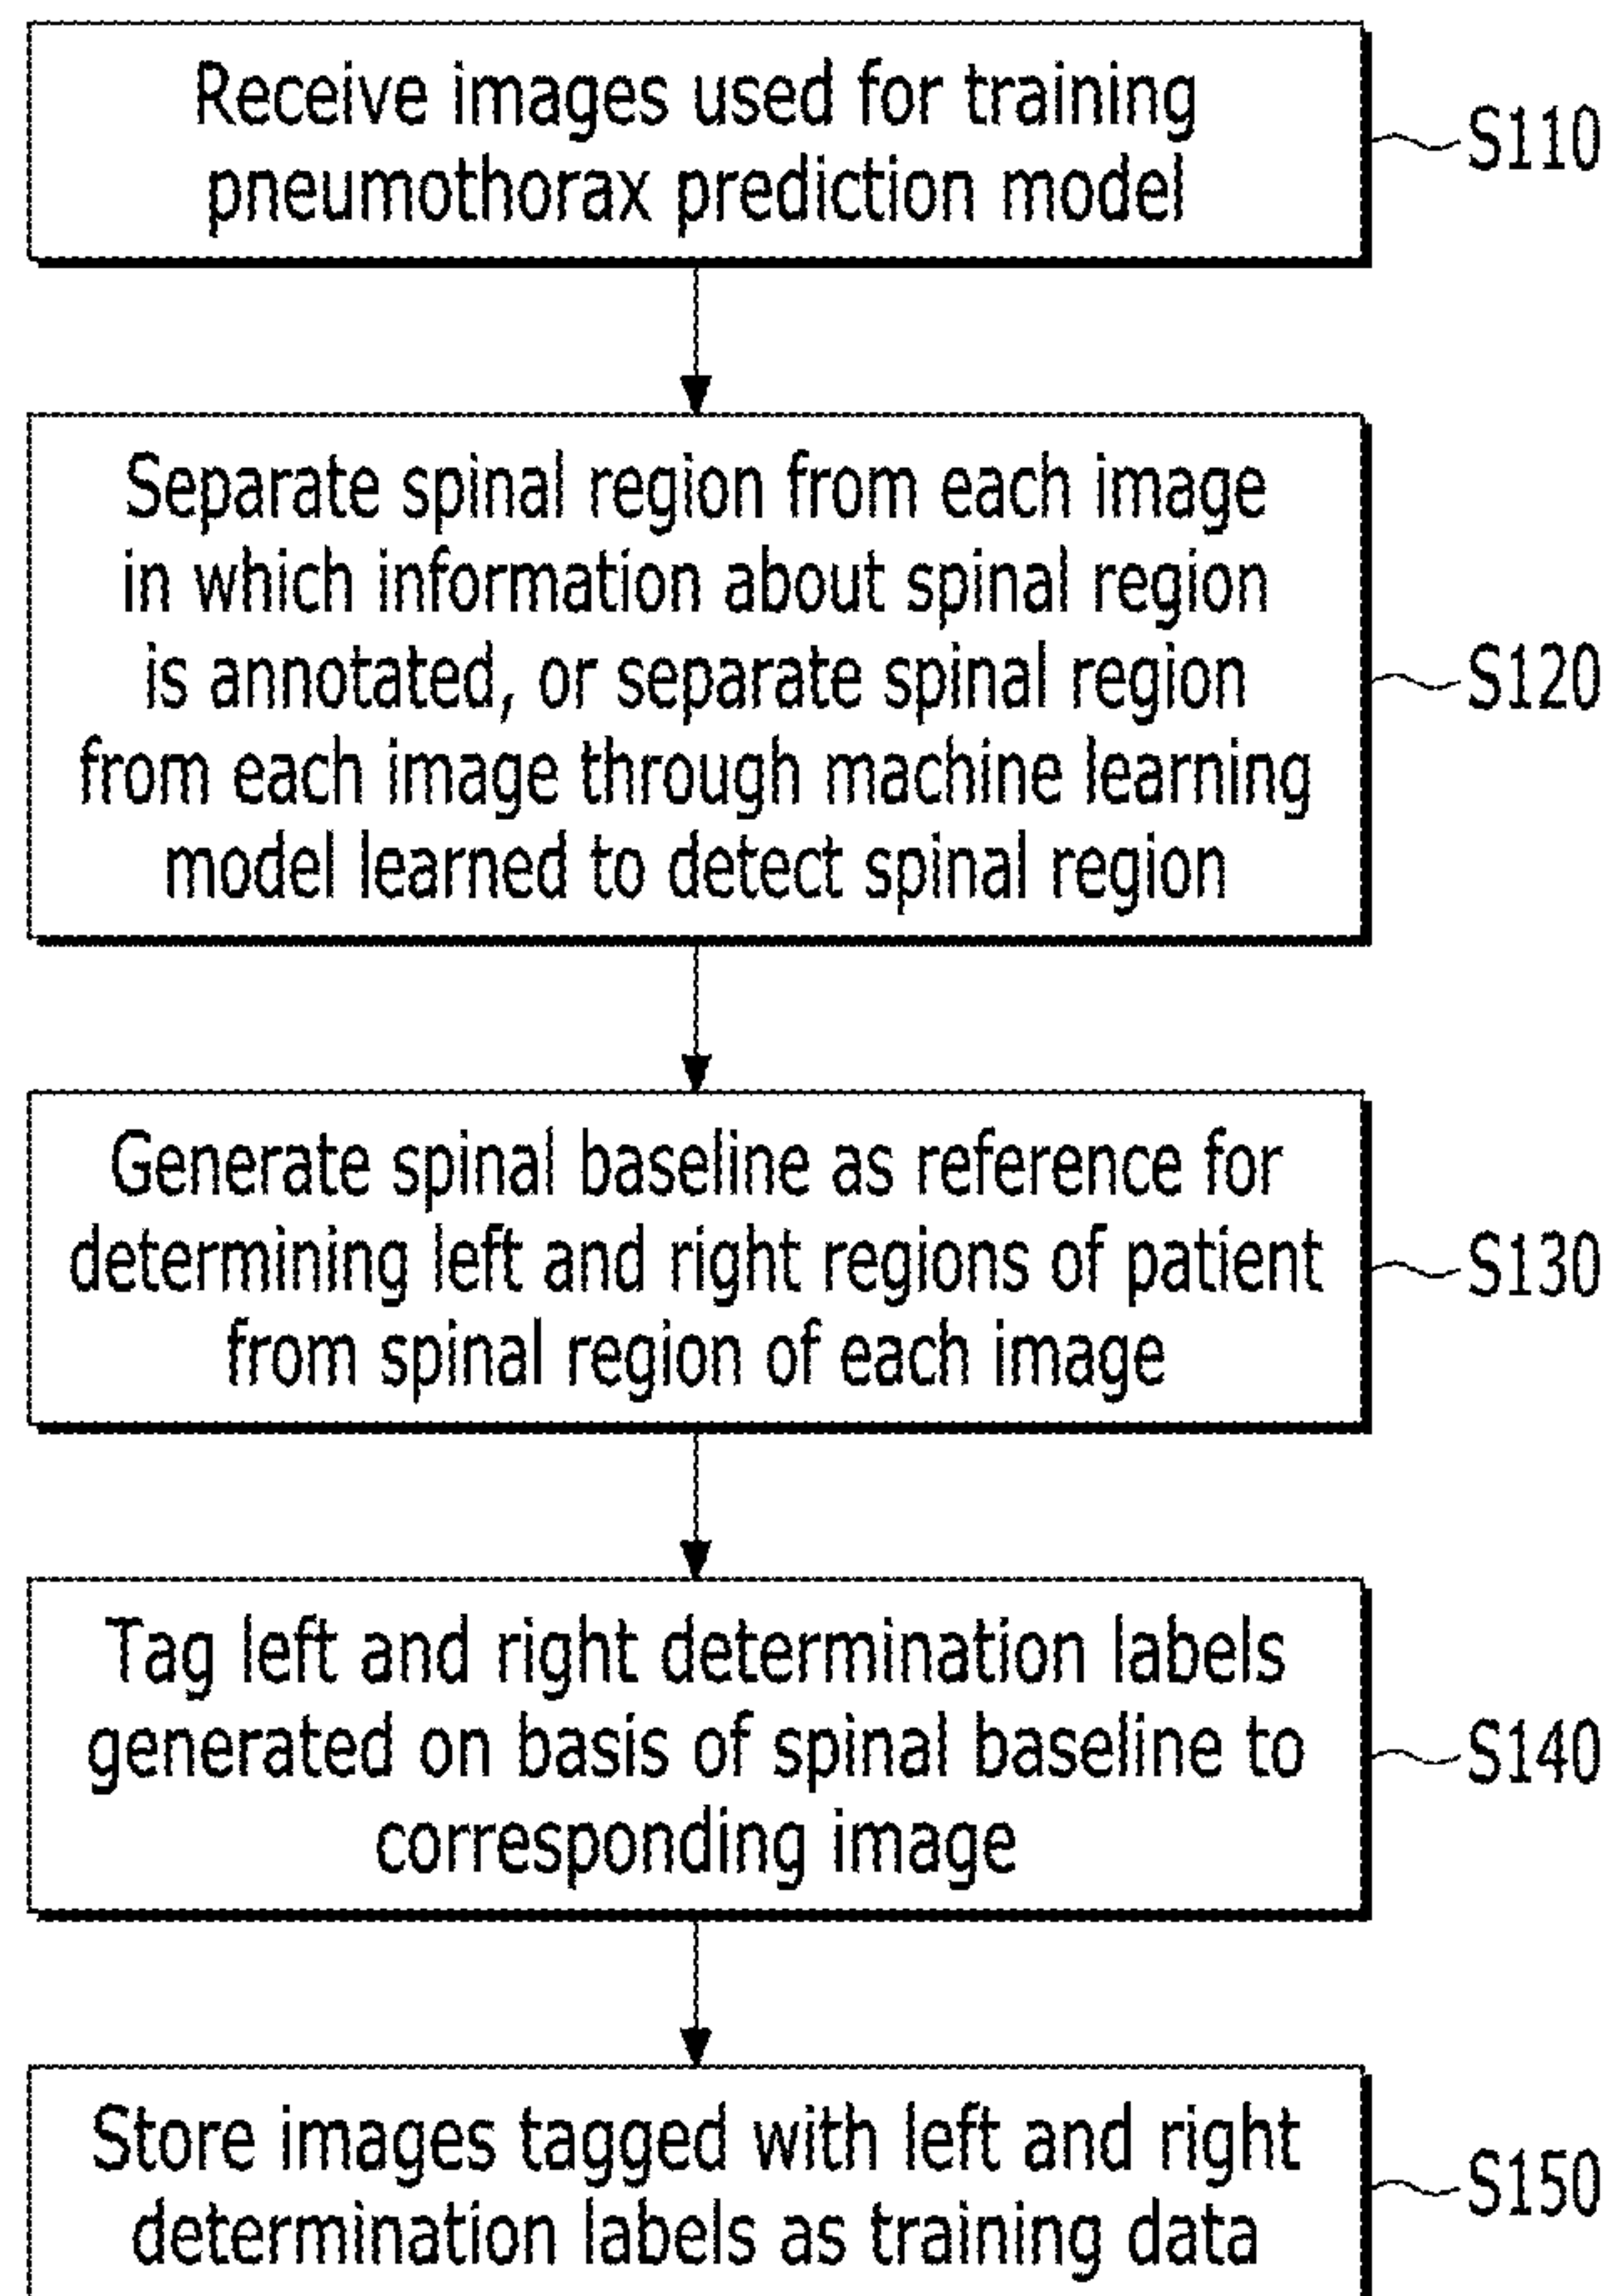 Receive images used for training
pneumothorax prediction model
S110
Separate spinal region from each image
in which information about spinal region
is annotated, or separate spinal region
from each image through machine learning
model learned to detect spinal region
S120
Generate spinal baseline as reference for
determining left and right regions of patient
from spinal region of each image
S130
Tag left and right determination labels
generated on basis of spinal baseline to
corresponding image
S140
Store images tagged with left and right
determination labels as training data
S150